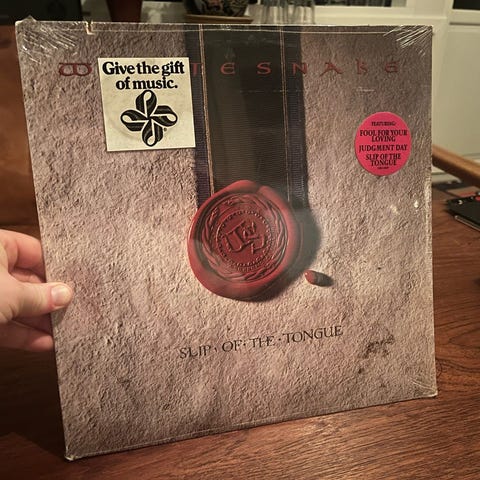 Give the gift
of music.
W TESNAKE
FEATURING:
FOOL FOR YOUR
LOVING
JUDGMENT DAY
SLIP OF THE
TONGUE
SLIP · OF · THE · TONGUE